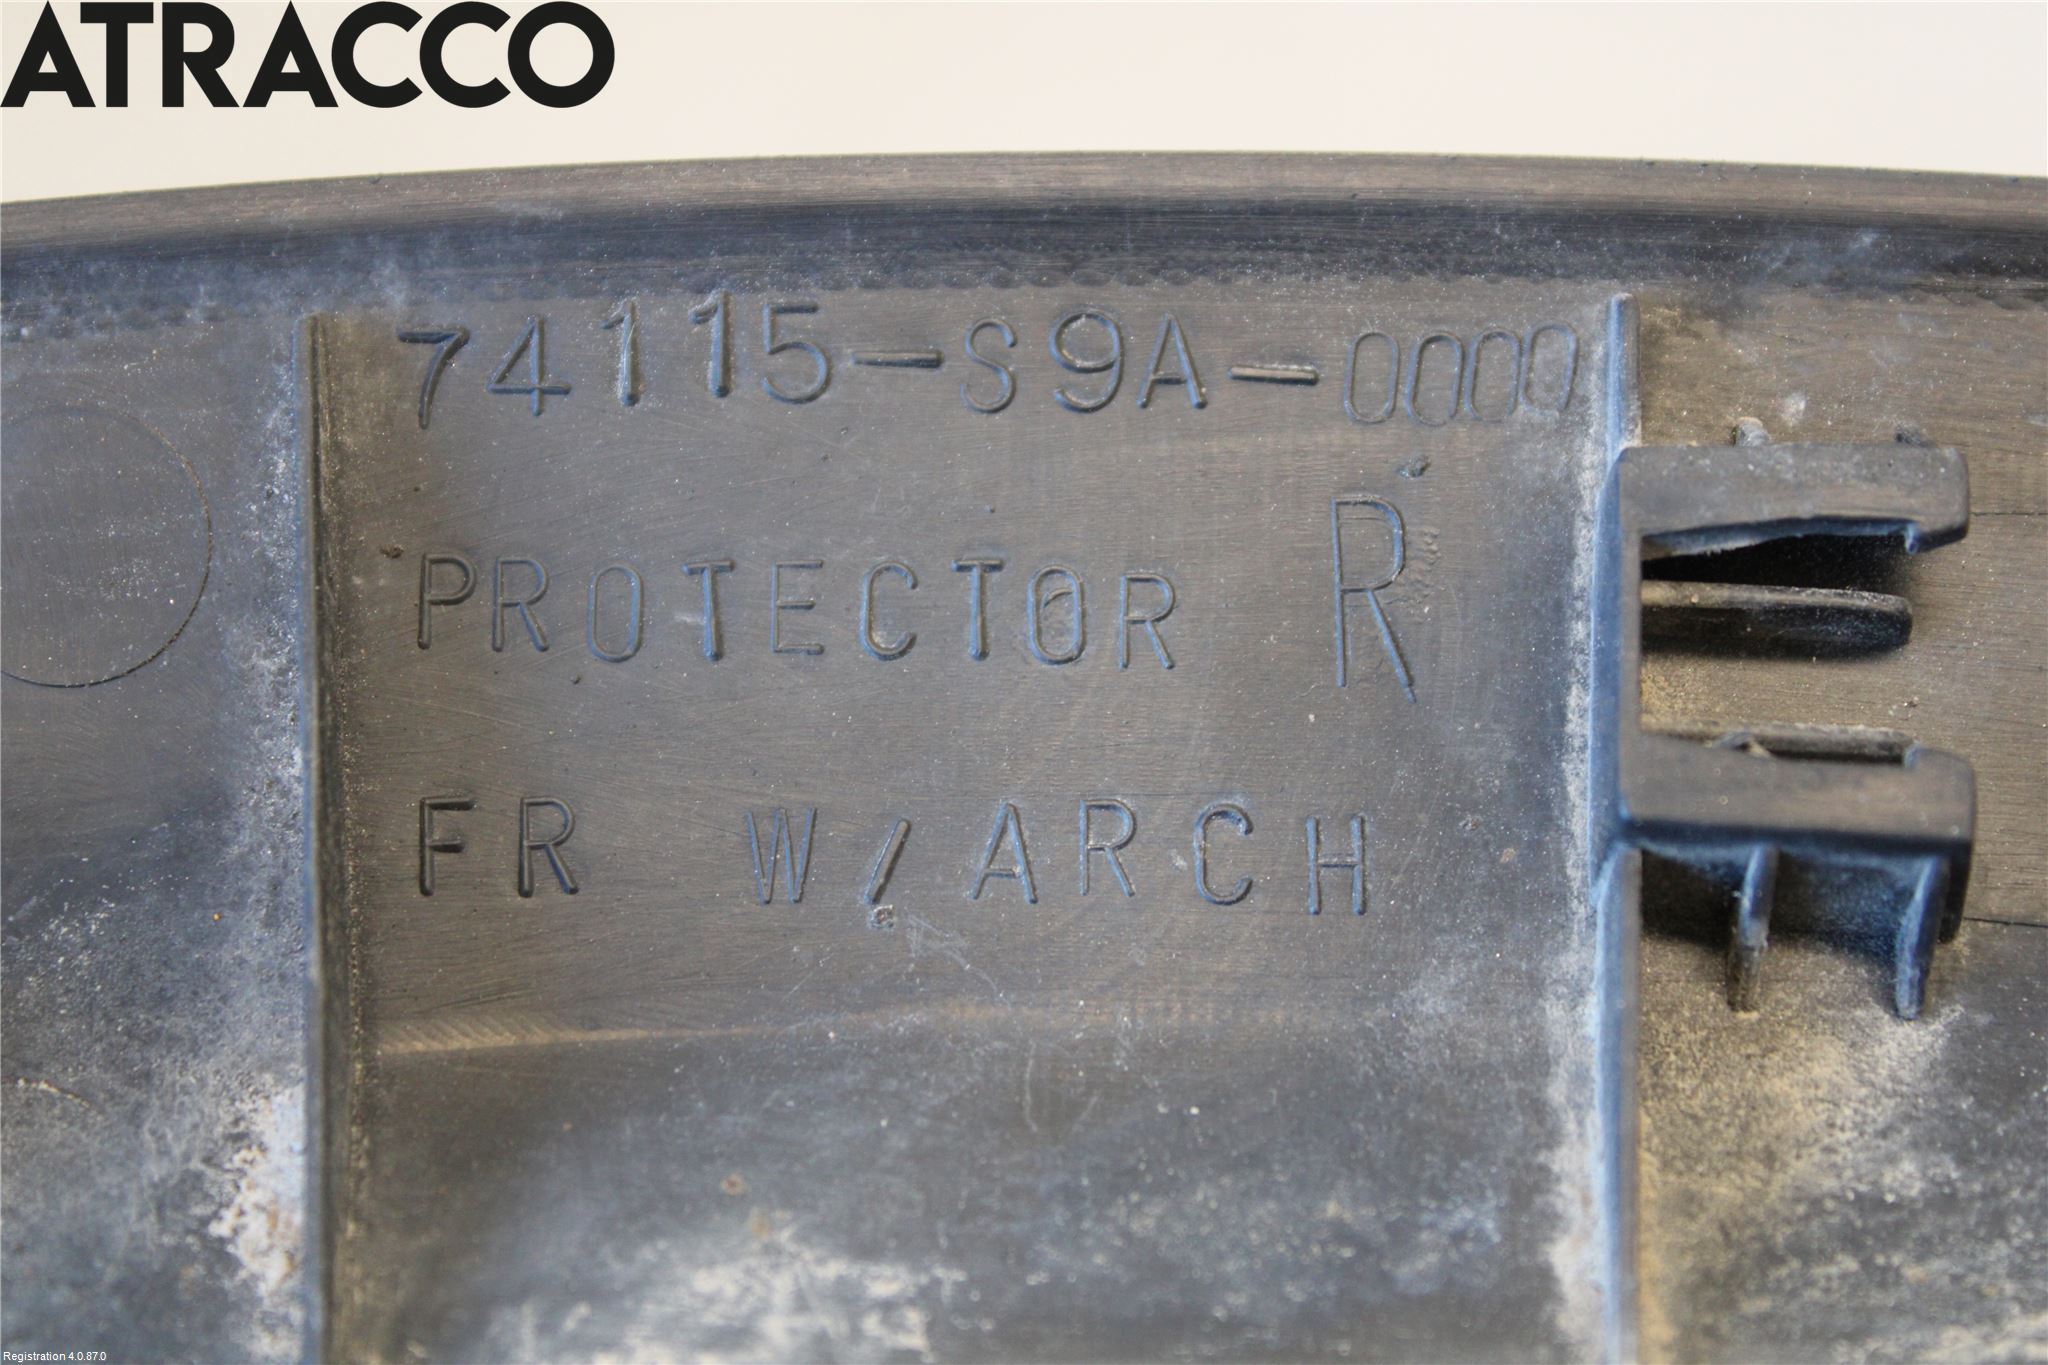 ATRACCO
74115-S9A-0000
PROTECTOR R
FR W/ARCH
Registration 4.0.87.0